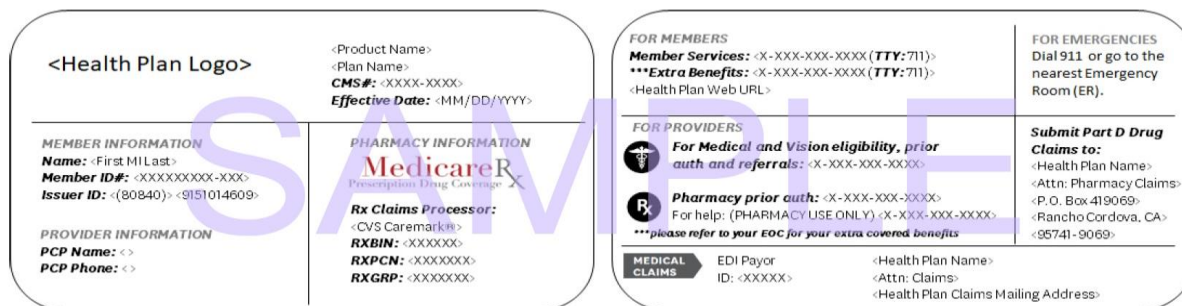 <Health Plan Logo>
<Product Name>
<Plan Name>
CMS#: <XXXX-XXXX>
Effective Date: <MM/DD/YYYY>
MEMBER INFORMATION
Name: <First MI Last>
Member ID#: <XXXXXXXXX-XXX>
Issuer ID: <(80840)> <9151014609>
PROVIDER INFORMATION
PCP Name: <>
PCP Phone: <>
PHARMACY INFORMATION
MedicareRx
Prescription Drug Coverage
Rx Claims Processor:
<CVS Caremark®>
RXBIN: <XXXXXX>
RXPCN: <XXXXXXX>
RXGRP: <XXXXXXX>
FOR MEMBERS
Member Services: <X-XXX-XXX-XXXX (TTY:711)>
***Extra Benefits: <X-XXX-XXX-XXXX (TTY:711)>
<Health Plan Web URL>
FOR EMERGENCIES
Dial 911 or go to the
nearest Emergency
Room (ER).
FOR PROVIDERS
For Medical and Vision eligibility, prior
auth and referrals: <X-XXX-XXX-XXXX>
Rx
Pharmacy prior auth: <X-XXX-XXX-XXXX>
For help: (PHARMACY USE ONLY) <X-XXX-XXX-XXXX>
***please refer to your EOC for your extra covered benefits
Submit Part D Drug
Claims to:
<Health Plan Name>
<Attn: Pharmacy Claims>
<P.O. Box 419069>
<Rancho Cordova, CA>
<95741-9069>
MEDICAL
CLAIMS
EDI Payor
ID: <XXXXX>
<Health Plan Name>
<Attn: Claims>
<Health Plan Claims Mailing Address>
SAMPLE